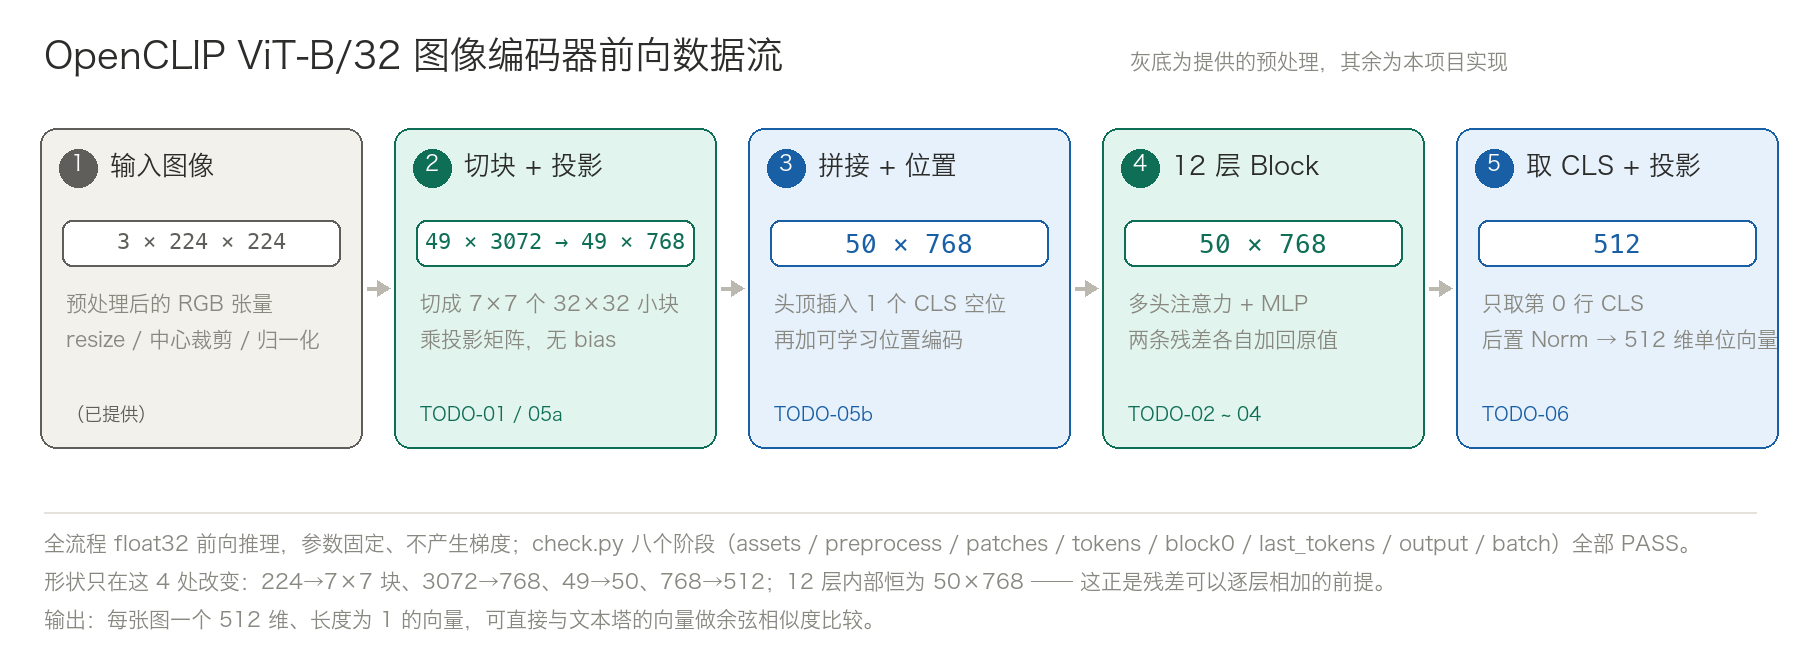 OpenCLIP ViT-B/32 图像编码器前向数据流
灰底为提供的预处理，其余为本项目实现
1 输入图像
3 × 224 × 224
预处理后的 RGB 张量
resize / 中心裁剪 / 归一化
（已提供）
2 切块 + 投影
49 × 3072 → 49 × 768
切成 7×7 个 32×32 小块
乘投影矩阵，无 bias
TODO-01 / 05a
3 拼接 + 位置
50 × 768
头顶插入 1 个 CLS 空位
再加可学习位置编码
TODO-05b
4 12 层 Block
50 × 768
多头注意力 + MLP
两条残差各自加回原值
TODO-02 ~ 04
5 取 CLS + 投影
512
只取第 0 行 CLS
后置 Norm → 512 维单位向量
TODO-06
全流程 float32 前向推理，参数固定、不产生梯度；check.py 八个阶段（assets / preprocess / patches / tokens / block0 / last_tokens / output / batch）全部 PASS。
形状只在这 4 处改变：224→7×7 块、3072→768、49→50、768→512；12 层内部恒为 50×768 —— 这正是残差可以逐层相加的前提。
输出：每张图一个 512 维、长度为 1 的向量，可直接与文本塔的向量做余弦相似度比较。